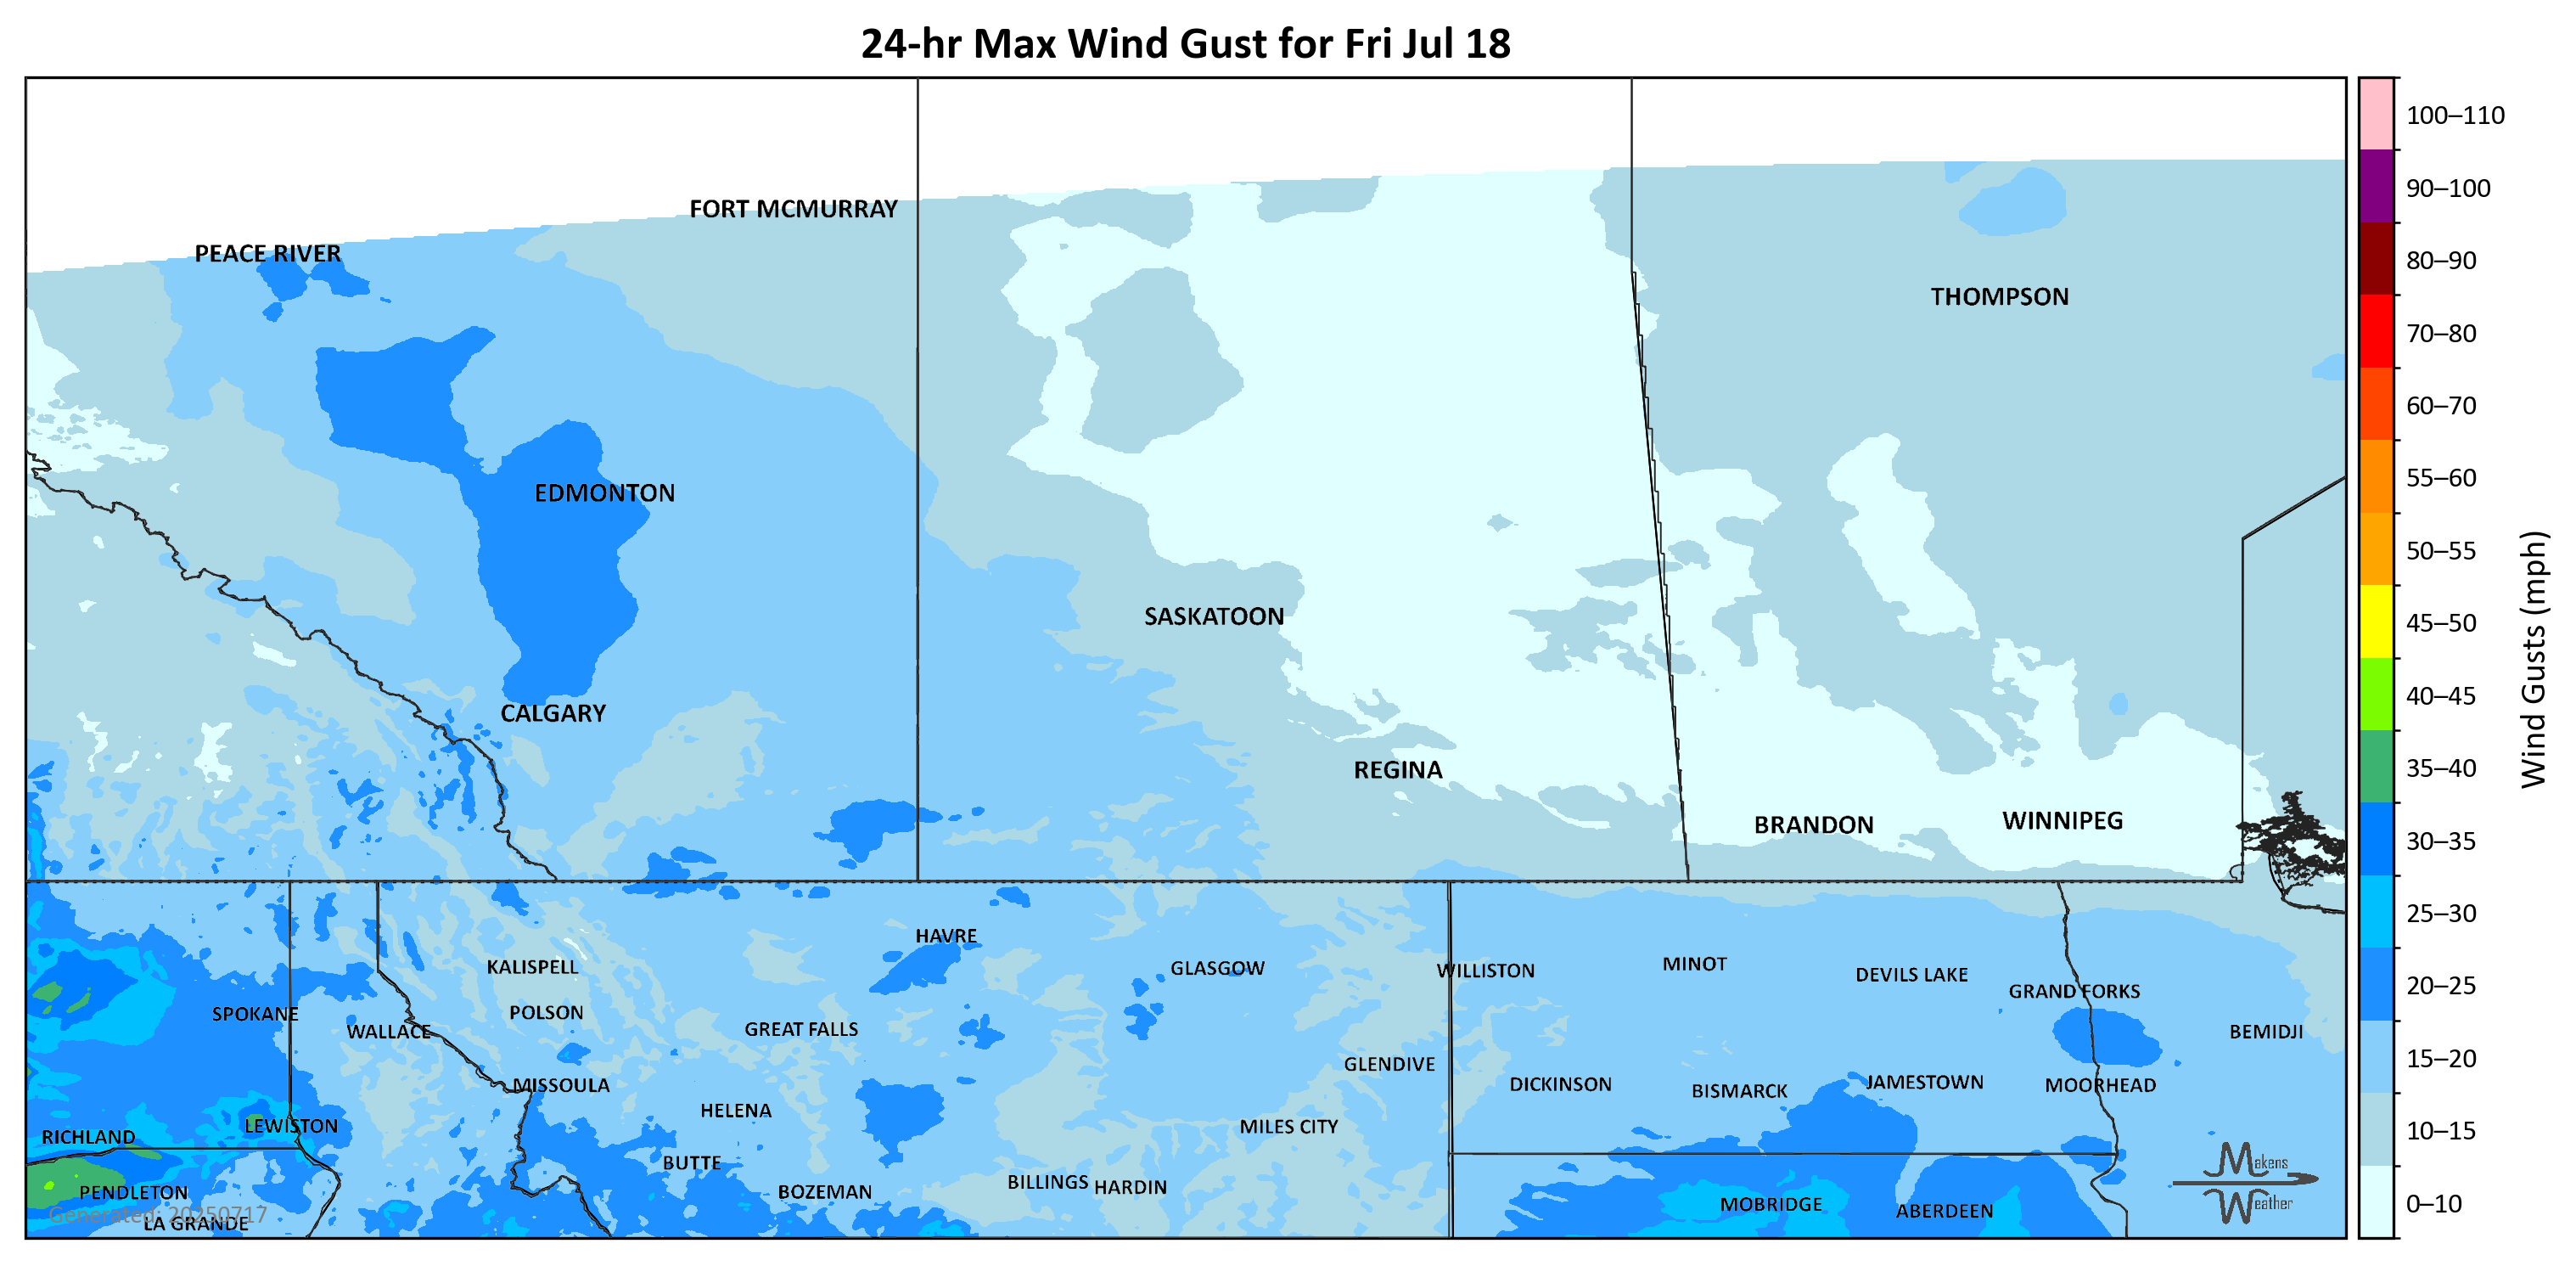 24-hr Max Wind Gust for Fri Jul 18
100–110
FORT MCMURRAY
90–100
PEACE RIVER
80–90
THOMPSON
70–80
60–70
55–60
EDMONTON
50–55
SASKATOON
45–50
Wind Gusts (mph)
CALGARY
40–45
REGINA
35–40
BRANDON
WINNIPEG
30–35
25–30
HAVRE
KALISPELL
GLASGOW
WILLISTON
MINOT
DEVILS LAKE
GRAND FORKS
20–25
SPOKANE
POLSON
WALLACE
GREAT FALLS
BEMIDJI
15–20
GLENDIVE
MISSOULA
DICKINSON
BISMARCK
JAMESTOWN
MOORHEAD
HELENA
LEWISTON
MILES CITY
10–15
RICHLAND
BUTTE
Makens
PENDLETON
BOZEMAN
BILLINGS
HARDIN
MOBRIDGE
ABERDEEN
Weather
0–10
Generated: 20250717
LA GRANDE